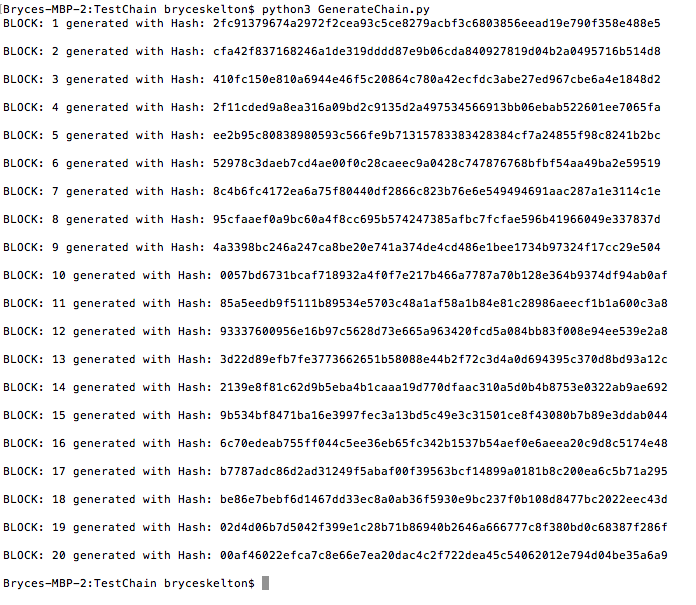 [Bryces-MBP-2:TestChain bryceskelton$ python3 GenerateChain.py
BLOCK: 1 generated with Hash: 2fc91379674a2972f2cea93c5ce8279acbf3c6803856eead19e790f358e488e5
BLOCK: 2 generated with Hash: cfa42f837168246a1de319dddd87e9b06cda840927819d04b2a0495716b514d8
BLOCK: 3 generated with Hash: 410fc150e810a6944e46f5c20864c780a42ecfdc3abe27ed967cbe6a4e1848d2
BLOCK: 4 generated with Hash: 2f11cded9a8ea316a09bd2c9135d2a497534566913bb06ebab522601ee7065fa
BLOCK: 5 generated with Hash: ee2b95c80838980593c566fe9b71315783383428384cf7a24855f98c8241b2bc
BLOCK: 6 generated with Hash: 52978c3daeb7cd4ae00f0c28caeec9a0428c747876768bfbf54aa49ba2e59519
BLOCK: 7 generated with Hash: 8c4b6fc4172ea6a75f80440df2866c823b76e6e549494691aac287a1e3114c1e
BLOCK: 8 generated with Hash: 95cfaaef0a9bc60a4f8cc695b574247385afbc7fcfae596b41966049e337837d
BLOCK: 9 generated with Hash: 4a3398bc246a247ca8be20e741a374de4cd486e1bee1734b97324f17cc29e504
BLOCK: 10 generated with Hash: 0057bd6731bcaf718932a4f0f7e217b466a7787a70b128e364b9374df94ab0af
BLOCK: 11 generated with Hash: 85a5eedb9f5111b89534e5703c48a1af58a1b84e81c28986aeecf1b1a600c3a8
BLOCK: 12 generated with Hash: 93337600956e16b97c5628d73e665a963420fcd5a084bb83f008e94ee539e2a8
BLOCK: 13 generated with Hash: 3d22d89efb7fe3773662651b58088e44b2f72c3d4a0d694395c370d8bd93a12c
BLOCK: 14 generated with Hash: 2139e8f81c62d9b5eba4b1caaa19d770dfaac310a5d0b4b8753e0322ab9ae692
BLOCK: 15 generated with Hash: 9b534bf8471ba16e3997fec3a13bd5c49e3c31501ce8f43080b7b89e3ddab044
BLOCK: 16 generated with Hash: 6c70edeab755ff044c5ee36eb65fc342b1537b54aef0e6aeea20c9d8c5174e48
BLOCK: 17 generated with Hash: b7787adc86d2ad31249f5abaf00f39563bcf14899a0181b8c200ea6c5b71a295
BLOCK: 18 generated with Hash: be86e7bebf6d1467dd33ec8a0ab36f5930e9bc237f0b108d8477bc2022eec43d
BLOCK: 19 generated with Hash: 02d4d06b7d5042f399e1c28b71b86940b2646a666777c8f380bd0c68387f286f
BLOCK: 20 generated with Hash: 00af46022efca7c8e66e7ea20dac4c2f722dea45c54062012e794d04be35a6a9
Bryces-MBP-2:TestChain bryceskelton$